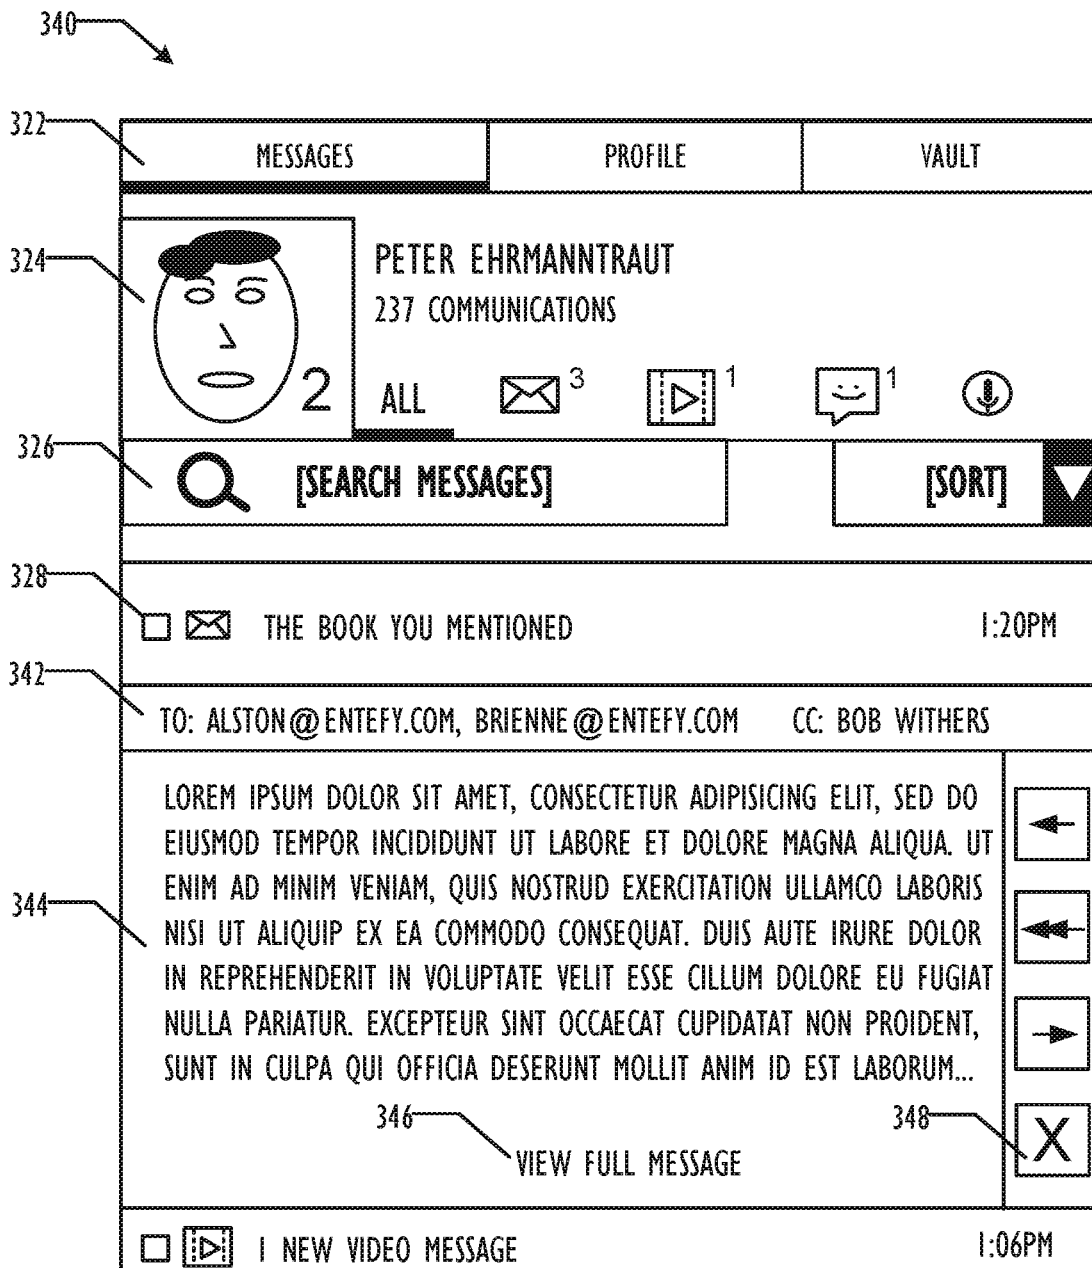 340
322
MESSAGES PROFILE VAULT
324
PETER EHRMANNTRAUT
237 COMMUNICATIONS
2 ALL 3 1 1
326
[SEARCH MESSAGES] [SORT]
328
THE BOOK YOU MENTIONED 1:20PM
342
TO: ALSTON@ENTEFY.COM, BRIENNE@ENTEFY.COM CC: BOB WITHERS
LOREM IPSUM DOLOR SIT AMET, CONSECTETUR ADIPISICING ELIT, SED DO
EIUSMOD TEMPOR INCIDIDUNT UT LABORE ET DOLORE MAGNA ALIQUA. UT
ENIM AD MINIM VENIAM, QUIS NOSTRUD EXERCITATION ULLAMCO LABORIS
344
NISI UT ALIQUIP EX EA COMMODO CONSEQUAT. DUIS AUTE IRURE DOLOR
IN REPREHENDERIT IN VOLUPTATE VELIT ESSE CILLUM DOLORE EU FUGIAT
NULLA PARIATUR. EXCEPTEUR SINT OCCAECAT CUPIDATAT NON PROIDENT,
SUNT IN CULPA QUI OFFICIA DESERUNT MOLLIT ANIM ID EST LABORUM...
346 348
X
VIEW FULL MESSAGE
1 NEW VIDEO MESSAGE 1:06PM